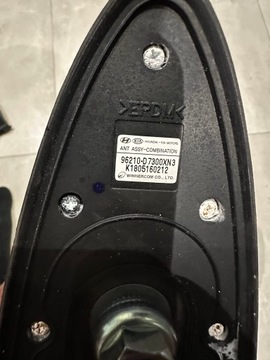 >EPDM<
HYUNDAI · KIA MOTORS
ANT ASSY-COMBINATION
96210-D7300XN3
K1805160212
WINNERCOM CO., LTD.